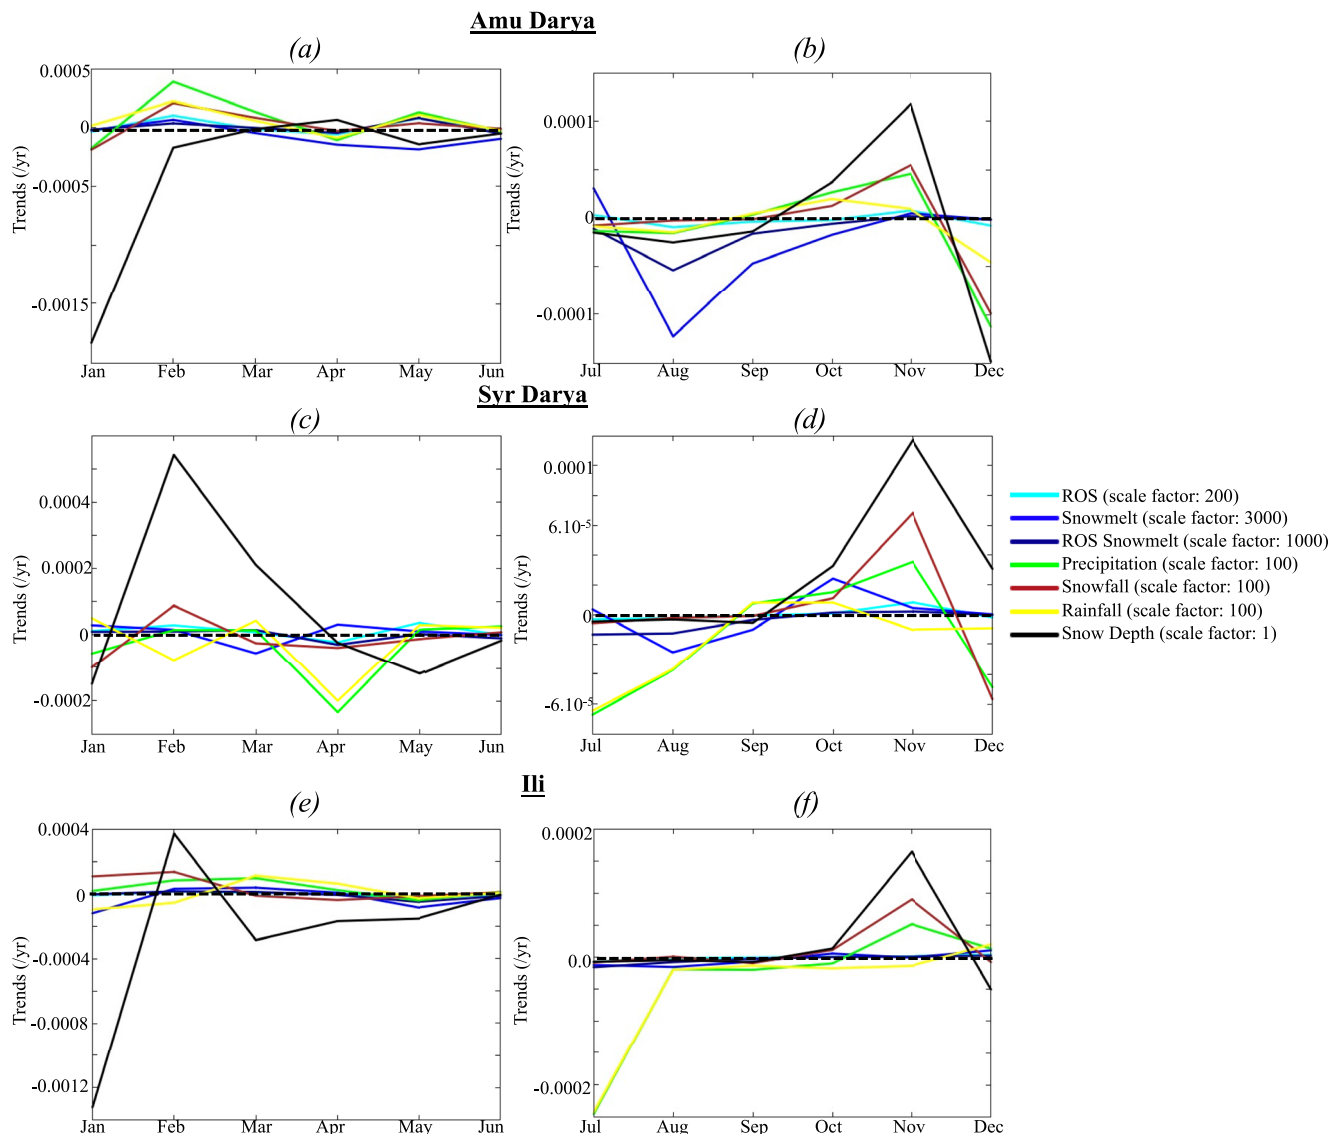 Amu Darya
(a)
(b)
Trends (/yr)
0.0005
0
-0.0005
-0.0015
Jan Feb Mar Apr May Jun
Trends (/yr)
0.0001
0
-0.0001
Jul Aug Sep Oct Nov Dec
Syr Darya
(c)
(d)
Trends (/yr)
0.0004
0.0002
0
-0.0002
Jan Feb Mar Apr May Jun
Trends (/yr)
0.0001
6.10⁻⁵
0
-6.10⁻⁵
Jul Aug Sep Oct Nov Dec
ROS (scale factor: 200)
Snowmelt (scale factor: 3000)
ROS Snowmelt (scale factor: 1000)
Precipitation (scale factor: 100)
Snowfall (scale factor: 100)
Rainfall (scale factor: 100)
Snow Depth (scale factor: 1)
Ili
(e)
(f)
Trends (/yr)
0.0004
0
-0.0004
-0.0008
-0.0012
Jan Feb Mar Apr May Jun
Trends (/yr)
0.0002
0.0
-0.0002
Jul Aug Sep Oct Nov Dec